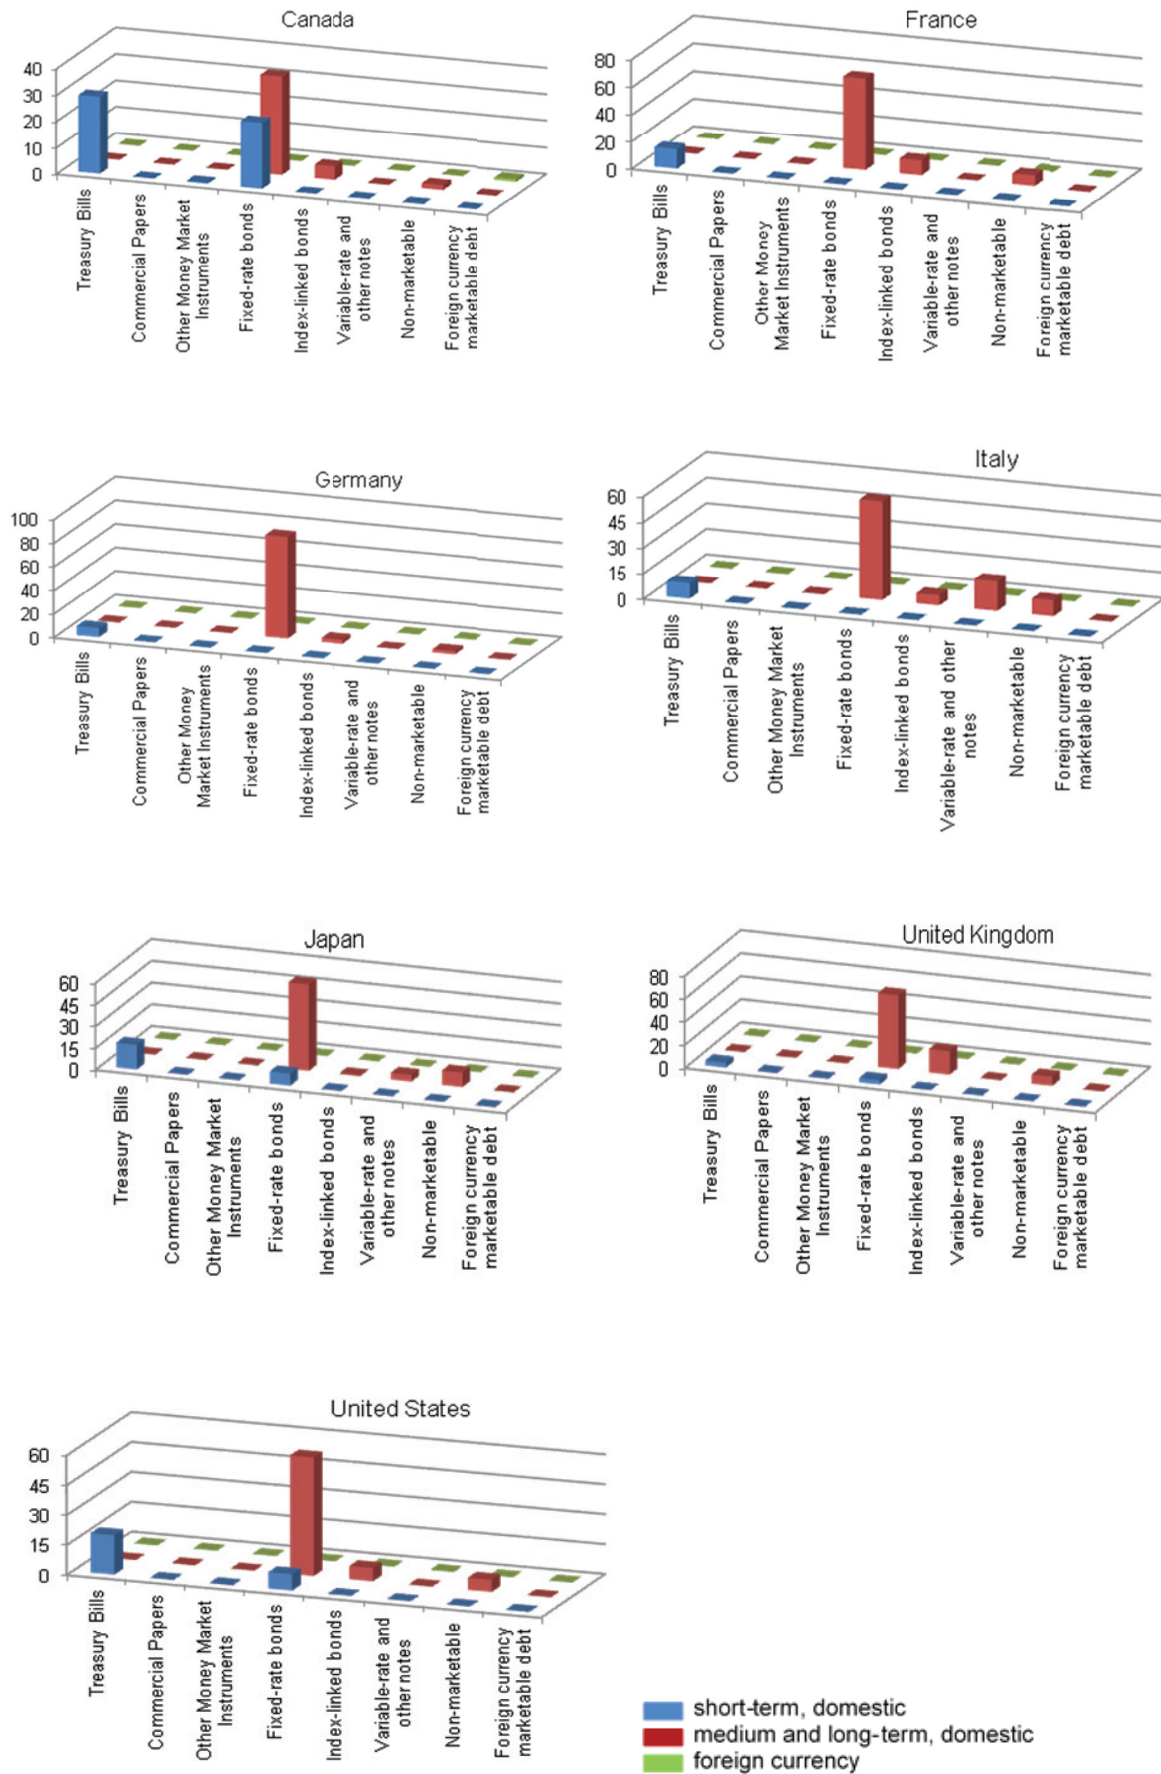 Canada
40
30
20
10
0
Treasury Bills
Commercial Papers
Other Money Market
Instruments
Fixed-rate bonds
Index-linked bonds
Variable-rate and
other notes
Non-marketable
Foreign currency
marketable debt
France
80
60
40
20
0
Treasury Bills
Commercial Papers
Other Money
Market Instruments
Fixed-rate bonds
Index-linked bonds
Variable-rate and
other notes
Non-marketable
Foreign currency
marketable debt
Germany
100
80
60
40
20
0
Treasury Bills
Commercial Papers
Other Money
Market Instruments
Fixed-rate bonds
Index-linked bonds
Variable-rate and
other notes
Non-marketable
Foreign currency
marketable debt
Italy
60
45
30
15
0
Treasury Bills
Commercial Papers
Other Money Market
Instruments
Fixed-rate bonds
Index-linked bonds
Variable-rate and other
notes
Non-marketable
Foreign currency
marketable debt
Japan
60
45
30
15
0
Treasury Bills
Commercial Papers
Other Money Market
Instruments
Fixed-rate bonds
Index-linked bonds
Variable-rate and
other notes
Non-marketable
Foreign currency
marketable debt
United Kingdom
80
60
40
20
0
Treasury Bills
Commercial Papers
Other Money Market
Instruments
Fixed-rate bonds
Index-linked bonds
Variable-rate and
other notes
Non-marketable
Foreign currency
marketable debt
United States
60
45
30
15
0
Treasury Bills
Commercial Papers
Other Money Market
Instruments
Fixed-rate bonds
Index-linked bonds
Variable-rate and
other notes
Non-marketable
Foreign currency
marketable debt
short-term, domestic
medium and long-term, domestic
foreign currency